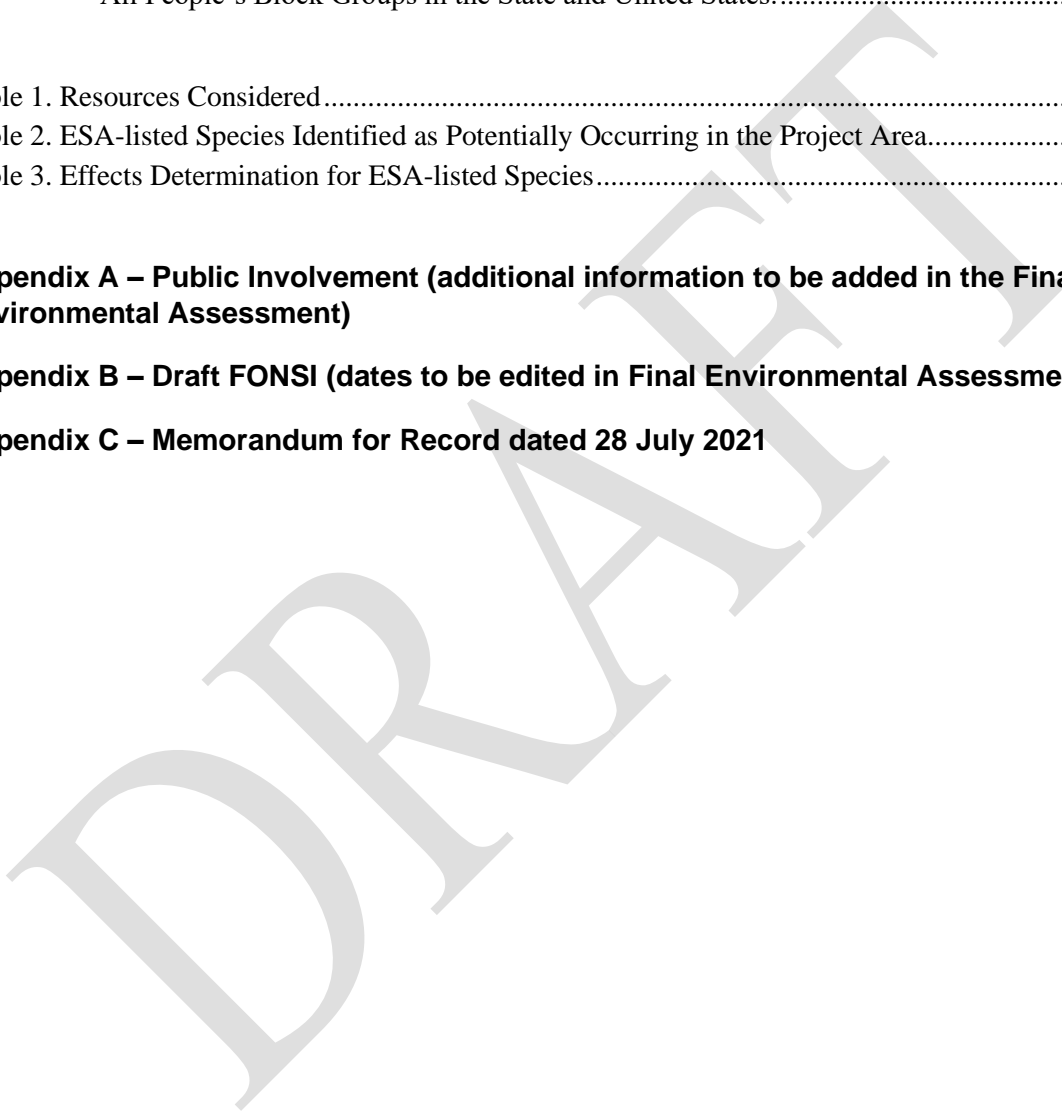 All People's Block Groups in the State and United States.
ble 1. Resources Considered
ble 2. ESA-listed Species Identified as Potentially Occurring in the Project Area
ble 3. Effects Determination for ESA-listed Species
pendix A – Public Involvement (additional information to be added in the Fina
vironmental Assessment)
pendix B – Draft FONSI (dates to be edited in Final Environmental Assessme
pendix C – Memorandum for Record dated 28 July 2021
DRAFT